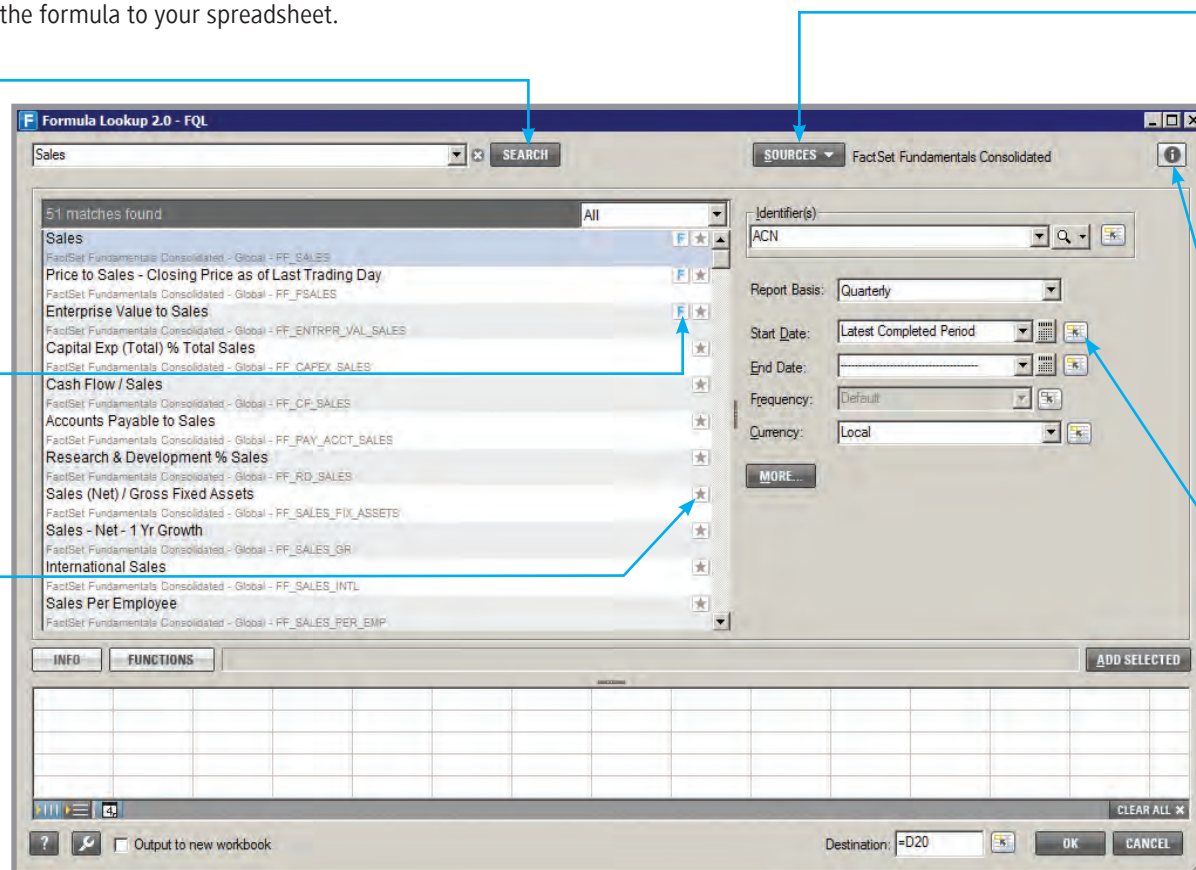 the formula to your spreadsheet.
F Formula Lookup 2.0 - FQL
Sales
SEARCH
SOURCES
FactSet Fundamentals Consolidated
51 matches found
All
Sales
FactSet Fundamentals Consolidated - Global - FF_SALES
Price to Sales - Closing Price as of Last Trading Day
FactSet Fundamentals Consolidated - Global - FF_PSALES
Enterprise Value to Sales
FactSet Fundamentals Consolidated - Global - FF_ENTRPR_VAL_SALES
Capital Exp (Total) % Total Sales
FactSet Fundamentals Consolidated - Global - FF_CAPEX_SALES
Cash Flow / Sales
FactSet Fundamentals Consolidated - Global - FF_CF_SALES
Accounts Payable to Sales
FactSet Fundamentals Consolidated - Global - FF_PAY_ACCT_SALES
Research & Development % Sales
FactSet Fundamentals Consolidated - Global - FF_RD_SALES
Sales (Net) / Gross Fixed Assets
FactSet Fundamentals Consolidated - Global - FF_SALES_FIX_ASSETS
Sales - Net - 1 Yr Growth
FactSet Fundamentals Consolidated - Global - FF_SALES_GR
International Sales
FactSet Fundamentals Consolidated - Global - FF_SALES_INTL
Sales Per Employee
FactSet Fundamentals Consolidated - Global - FF_SALES_PER_EMP
F
F
F
Identifier(s)
ACN
Report Basis: Quarterly
Start Date: Latest Completed Period
End Date:
Frequency: Default
Currency: Local
MORE...
INFO
FUNCTIONS
ADD SELECTED
4,
CLEAR ALL
?
Output to new workbook
Destination: =D20
OK
CANCEL